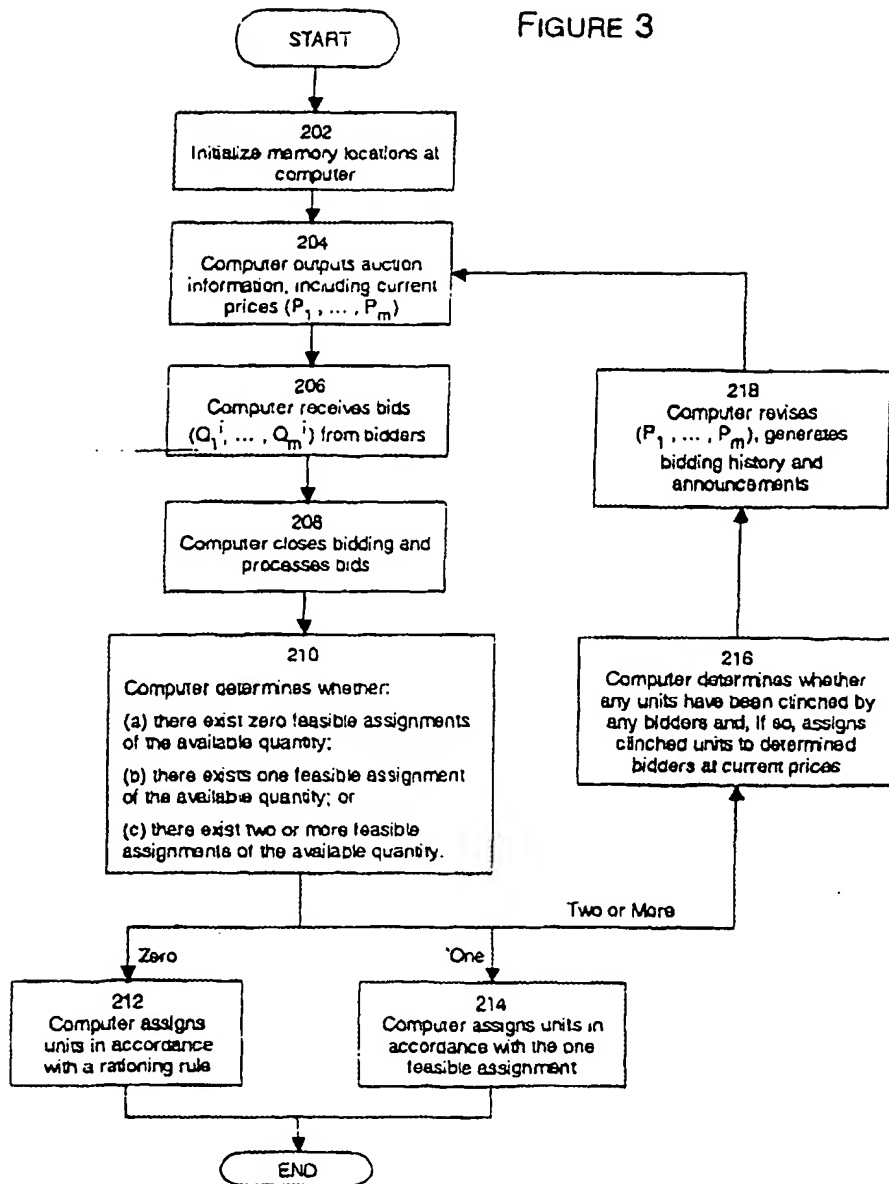 FIGURE 3
START
202
Initialize memory locations at
computer
204
Computer outputs auction
information, including current
prices (P1, ... , Pm)
206
Computer receives bids
(Q1^i, ... , Qm^i) from bidders
208
Computer closes bidding and
processes bids
210
Computer determines whether:
(a) there exist zero feasible assignments
of the available quantity;
(b) there exists one feasible assignment
of the available quantity; or
(c) there exist two or more feasible
assignments of the available quantity.
218
Computer revises
(P1, ... , Pm), generates
bidding history and
announcements
216
Computer determines whether
any units have been clinched by
any bidders and, if so, assigns
clinched units to determined
bidders at current prices
Two or More
Zero
One
212
Computer assigns
units in accordance
with a rationing rule
214
Computer assigns units in
accordance with the one
feasible assignment
END